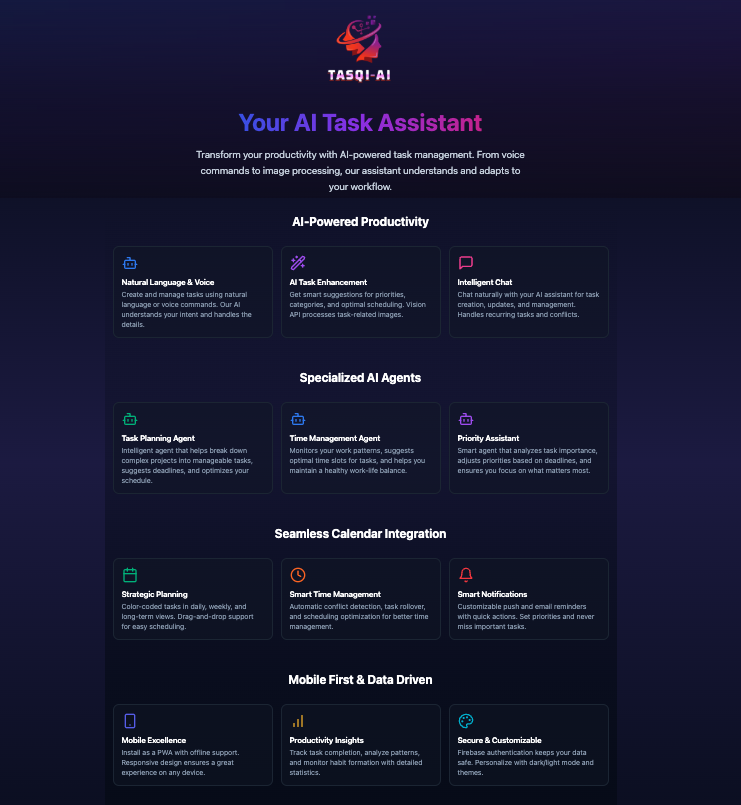 TASQI-AI
Your AI Task Assistant
Transform your productivity with AI-powered task management. From voice
commands to image processing, our assistant understands and adapts to
your workflow.
AI-Powered Productivity
Natural Language & Voice
Create and manage tasks using natural
language or voice commands. Our AI
understands your intent and handles the
details.
AI Task Enhancement
Get smart suggestions for priorities,
categories, and optimal scheduling. Vision
API processes task-related images.
Intelligent Chat
Chat naturally with your AI assistant for task
creation, updates, and management.
Handles recurring tasks and conflicts.
Specialized AI Agents
Task Planning Agent
Intelligent agent that helps break down
complex projects into manageable tasks,
suggests deadlines, and optimizes your
schedule.
Time Management Agent
Monitors your work patterns, suggests
optimal time slots for tasks, and helps you
maintain a healthy work-life balance.
Priority Assistant
Smart agent that analyzes task importance,
adjusts priorities based on deadlines, and
ensures you focus on what matters most.
Seamless Calendar Integration
Strategic Planning
Color-coded tasks in daily, weekly, and
long-term views. Drag-and-drop support
for easy scheduling.
Smart Time Management
Automatic conflict detection, task rollover,
and scheduling optimization for better time
management.
Smart Notifications
Customizable push and email reminders
with quick actions. Set priorities and never
miss important tasks.
Mobile First & Data Driven
Mobile Excellence
Install as a PWA with offline support.
Responsive design ensures a great
experience on any device.
Productivity Insights
Track task completion, analyze patterns,
and monitor habit formation with detailed
statistics.
Secure & Customizable
Firebase authentication keeps your data
safe. Personalize with dark/light mode and
themes.